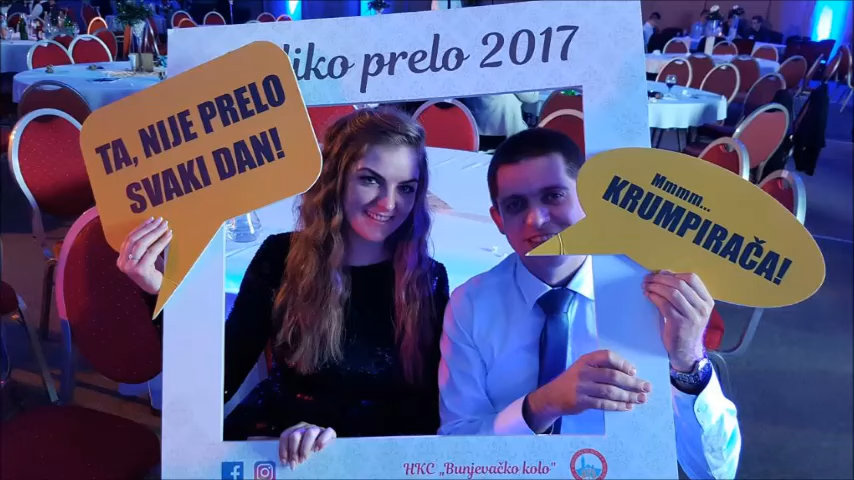 liko prelo 2017
TA, NIJE PRELO
SVAKI DAN!
Mmmm...
KRUMPIRAČA!
HKC „Bunjevačko kolo"